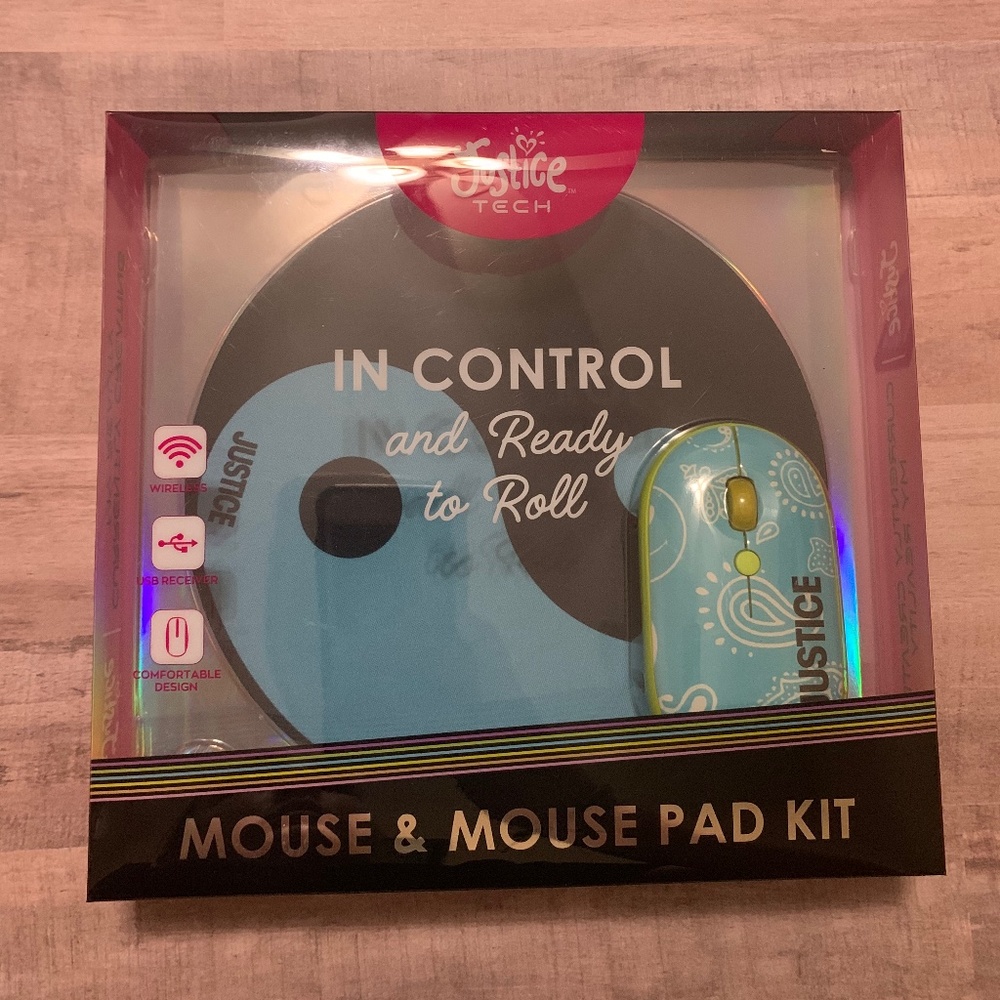 Justice™
TECH
IN CONTROL
and Ready
to Roll
JUSTICE
WIRELESS
USB RECEIVER
COMFORTABLE
DESIGN
JUSTICE
Justice
MOUSE & MOUSE PAD KIT